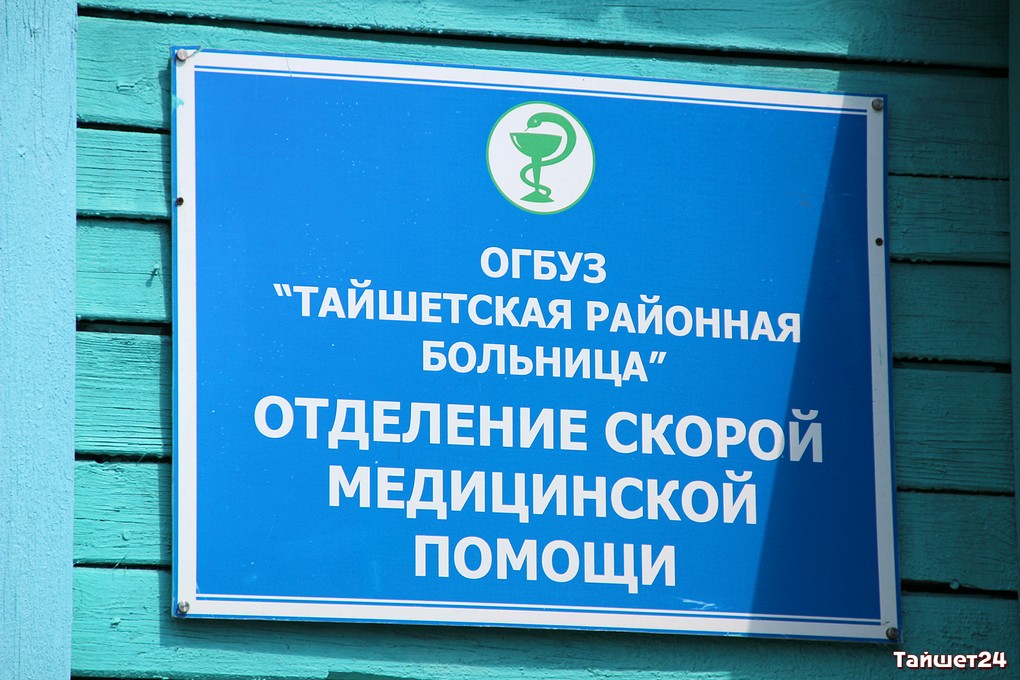 ОГБУЗ
“ТАЙШЕТСКАЯ РАЙОННАЯ
БОЛЬНИЦА”
ОТДЕЛЕНИЕ СКОРОЙ
МЕДИЦИНСКОЙ
ПОМОЩИ
Тайшет24